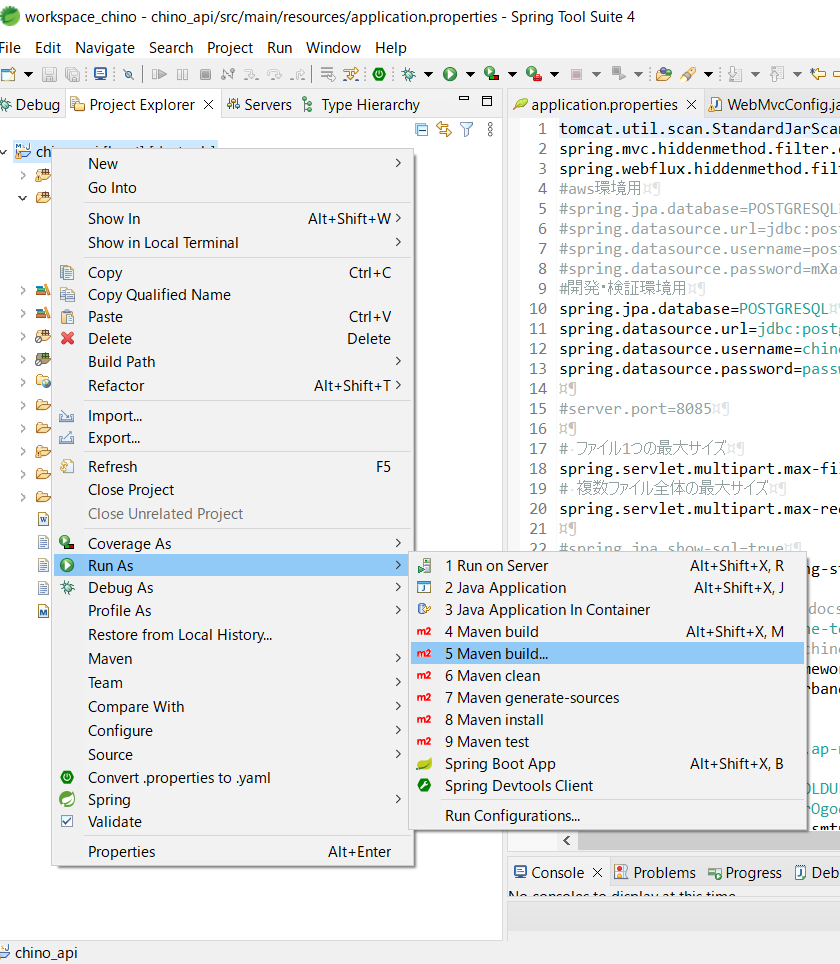 workspace_chino - chino_api/src/main/resources/application.properties - Spring Tool Suite 4
File Edit Navigate Search Project Run Window Help
Debug Project Explorer Servers Type Hierarchy
application.properties WebMvcConfig.ja
New
Go Into
Show In Alt+Shift+W
Show in Local Terminal
Copy Ctrl+C
Copy Qualified Name
Paste Ctrl+V
Delete Delete
Build Path
Refactor Alt+Shift+T
Import...
Export...
Refresh F5
Close Project
Close Unrelated Project
Coverage As
Run As
Debug As
Profile As
Restore from Local History...
Maven
Team
Compare With
Configure
Source
Convert .properties to .yaml
Spring
Validate
Properties Alt+Enter
1 tomcat.util.scan.StandardJarScan
2 spring.mvc.hiddenmethod.filter.
3 spring.webflux.hiddenmethod.filt
4 #aws環境用
5 #spring.jpa.database=POSTGRESQL
6 #spring.datasource.url=jdbc:post
7 #spring.datasource.username=post
8 #spring.datasource.password=mXa
9 #開発・検証環境用
10 spring.jpa.database=POSTGRESQL
11 spring.datasource.url=jdbc:postg
12 spring.datasource.username=chino
13 spring.datasource.password=passw
14
15 #server.port=8085
16
17 # ファイル1つの最大サイズ
18 spring.servlet.multipart.max-fil
19 # 複数ファイル全体の最大サイズ
20 spring.servlet.multipart.max-req
21
22 #spring.jpa.show-sql=true
1 Run on Server Alt+Shift+X, R
2 Java Application Alt+Shift+X, J
3 Java Application In Container
4 Maven build Alt+Shift+X, M
5 Maven build...
6 Maven clean
7 Maven generate-sources
8 Maven install
9 Maven test
Spring Boot App Alt+Shift+X, B
Spring Devtools Client
Run Configurations...
Console Problems Progress Deb
No consoles to display at this time.
chino_api